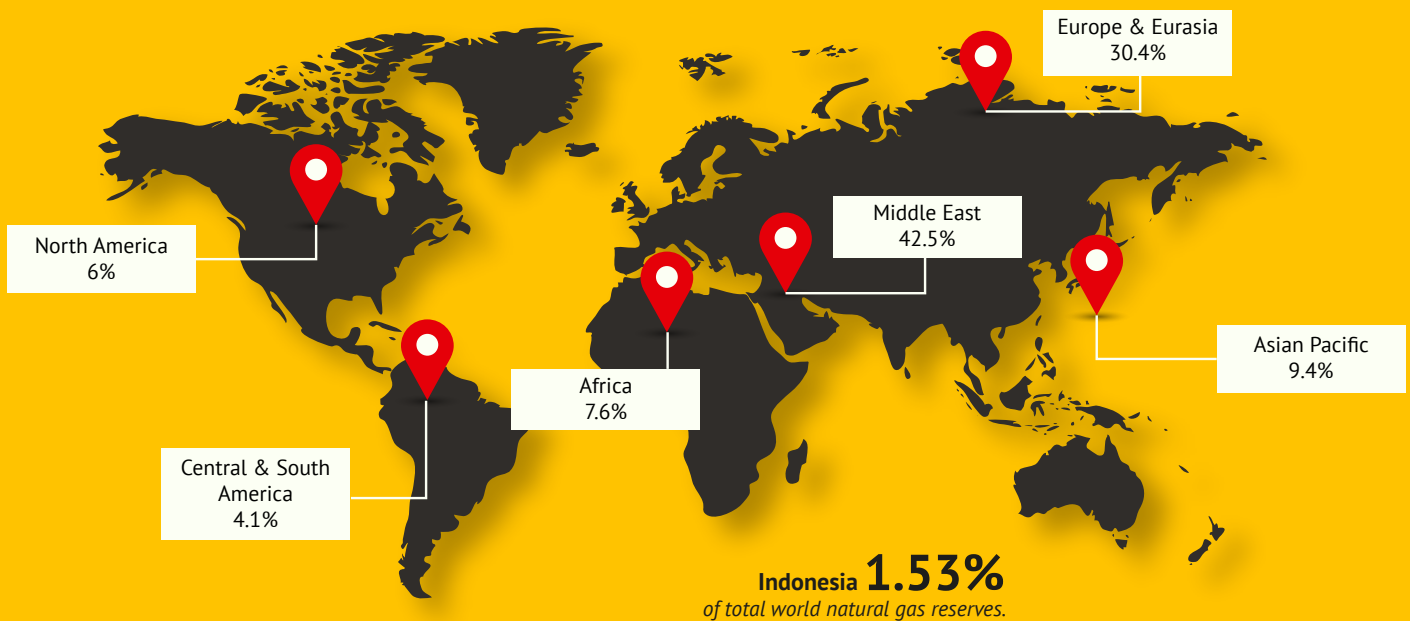 Europe & Eurasia
30.4%
Middle East
42.5%
North America
6%
Asian Pacific
9.4%
Africa
7.6%
Central & South
America
4.1%
Indonesia 1.53%
of total world natural gas reserves.